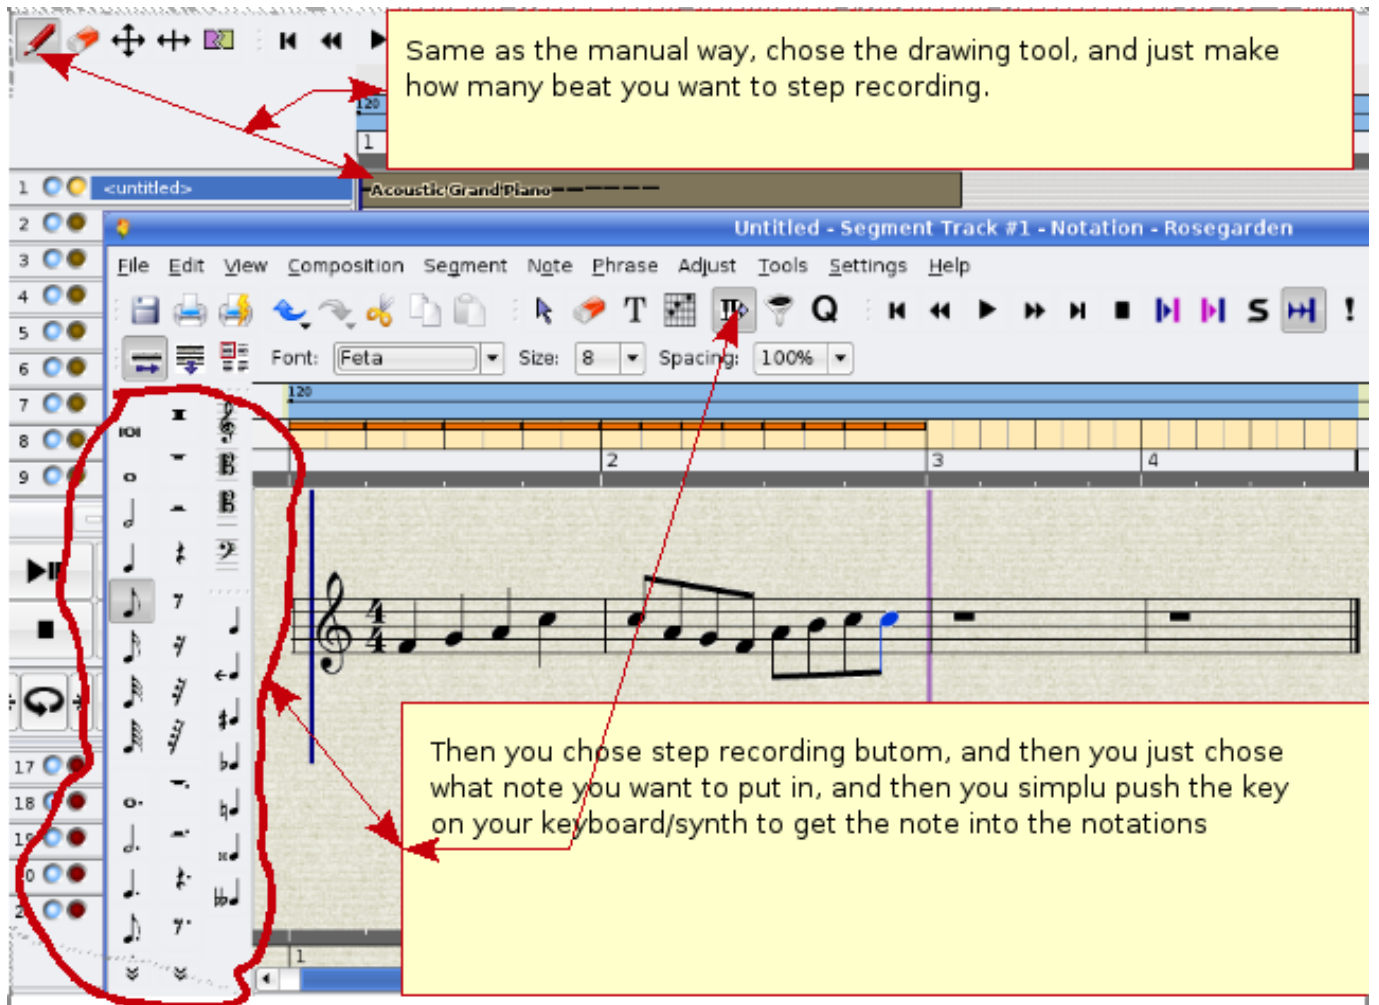 Same as the manual way, chose the drawing tool, and just make
how many beat you want to step recording.
120
1
1 <untitled> Acoustic Grand Piano
2
Untitled - Segment Track #1 - Notation - Rosegarden
3
File Edit View Composition Segment Note Phrase Adjust Tools Settings Help
4
T Q S !
5
6
Font: Feta Size: 8 Spacing: 100%
7
120
8
2 3 4
9
4
4
17
18
Then you chose step recording butom, and then you just chose
what note you want to put in, and then you simplu push the key
on your keyboard/synth to get the note into the notations
1